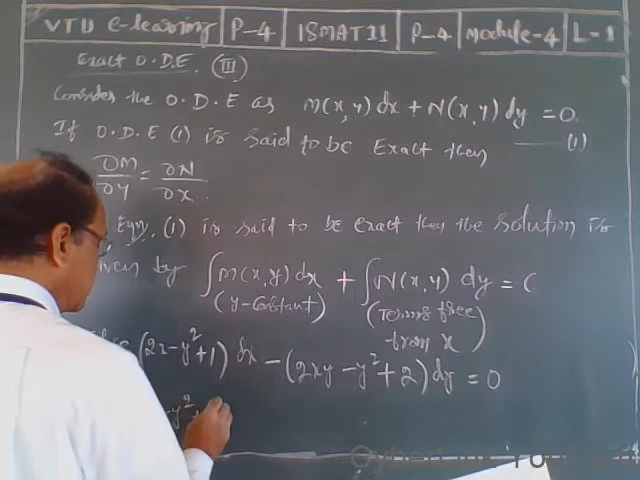 VTU e-learning P-4 18MAT11 P-4 Module-4 L-1
Exact O.D.E. (III)
Consider the O.D.E as M(x,y)dx + N(x,y)dy = 0.
If O.D.E (1) is said to be Exact then —— (1)
∂M/∂y = ∂N/∂x.
Eqn. (1) is said to be exact then the solution is
given by ∫M(x,y)dx + ∫N(x,y)dy = C
(y-constant) (Terms free
from x)
(2x-y²+1)dx - (2xy-y²+2)dy = 0
-y²+